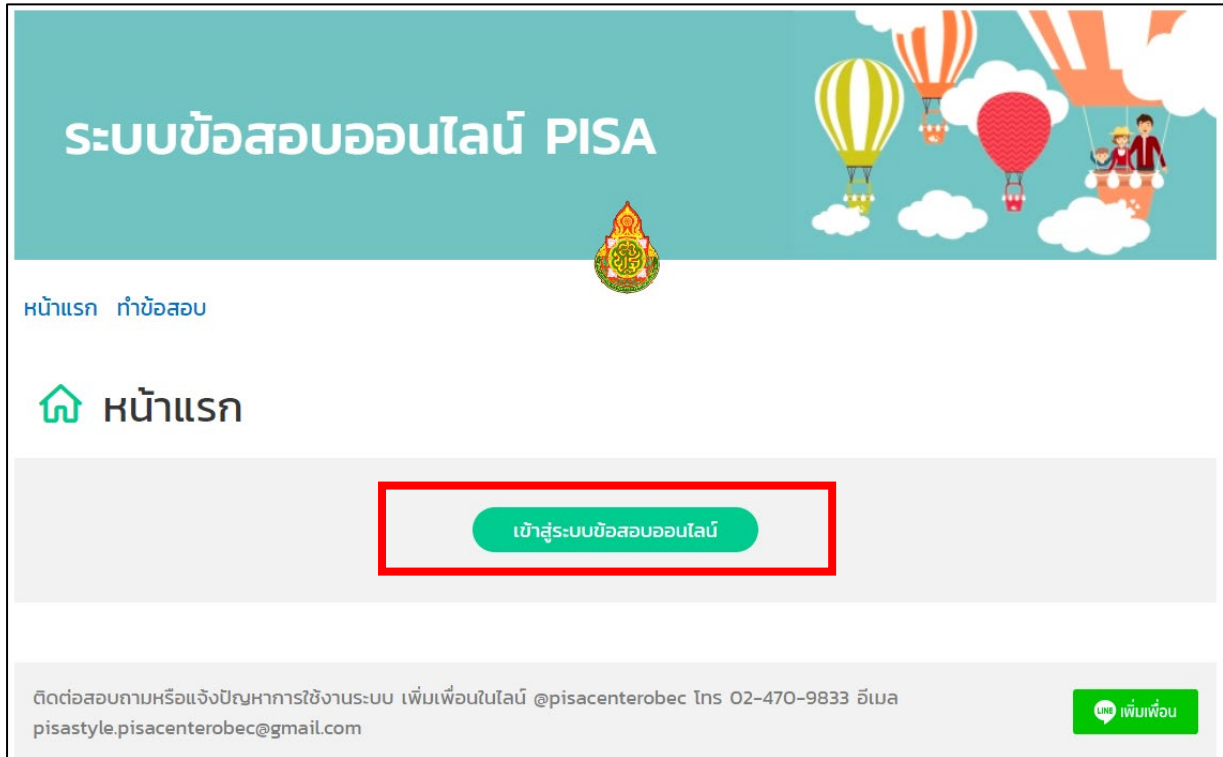 ระบบข้อสอบออนไลน์ PISA
หน้าแรก ทำข้อสอบ
หน้าแรก
เข้าสู่ระบบข้อสอบออนไลน์
ติดต่อสอบถามหรือแจ้งปัญหาการใช้งานระบบ เพิ่มเพื่อนในไลน์ @pisacenterobec โทร 02-470-9833 อีเมล
pisastyle.pisacenterobec@gmail.com
LINE เพิ่มเพื่อน